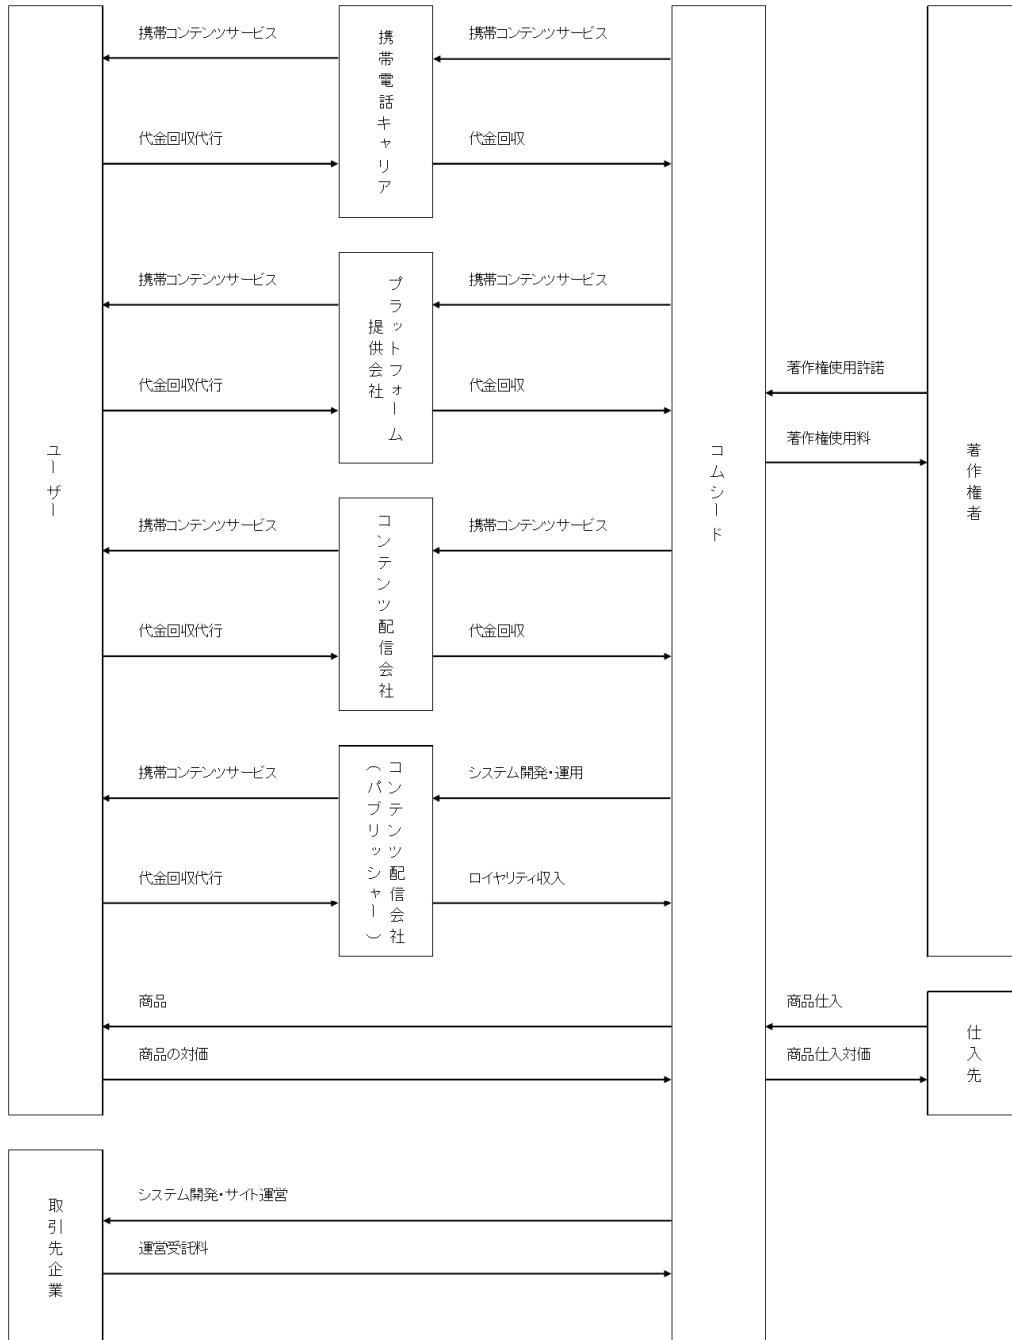 携帯コンテンツサービス
携帯電話キャリア
携帯コンテンツサービス
代金回収代行
代金回収
携帯コンテンツサービス
プラットフォーム
提供会社
携帯コンテンツサービス
代金回収代行
代金回収
著作権使用許諾
著作権使用料
ユーザー
コムシード
著作権者
携帯コンテンツサービス
コンテンツ配信会社
携帯コンテンツサービス
代金回収代行
代金回収
携帯コンテンツサービス
コンテンツ配信会社
(パブリッシャー)
システム開発・運用
代金回収代行
ロイヤリティ収入
商品
商品仕入
商品の対価
商品仕入対価
仕入先
取引先企業
システム開発・サイト運営
運営受託料